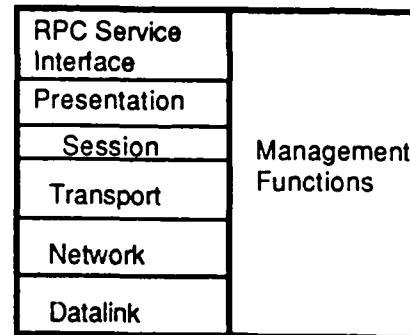 RPC Service
Interface
Presentation
Session
Transport
Network
Datalink
Management
Functions